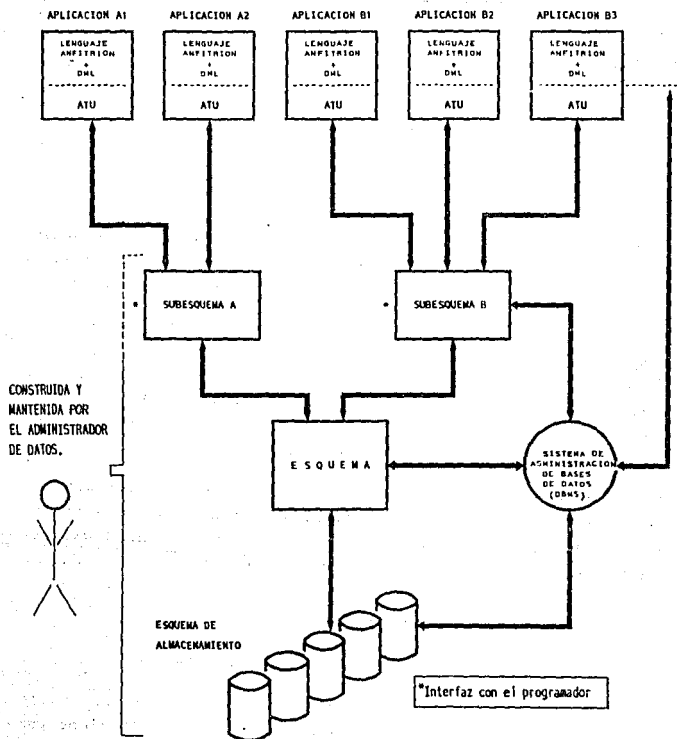 APLICACION A1
APLICACION A2
APLICACION B1
APLICACION B2
APLICACION B3
LENGUAJE
ANFITRION
+
DML
ATU
LENGUAJE
ANFITRION
+
DML
ATU
LENGUAJE
ANFITRION
+
DML
ATU
LENGUAJE
ANFITRION
+
DML
ATU
LENGUAJE
ANFITRION
+
DML
ATU
* SUBESQUEMA A
* SUBESQUEMA B
CONSTRUIDA Y
MANTENIDA POR
EL ADMINISTRADOR
DE DATOS.
E S Q U E M A
SISTEMA DE
ADMINISTRACION
DE BASES
DE DATOS
(DBMS)
ESQUEMA DE
ALMACENAMIENTO
*Interfaz con el programador